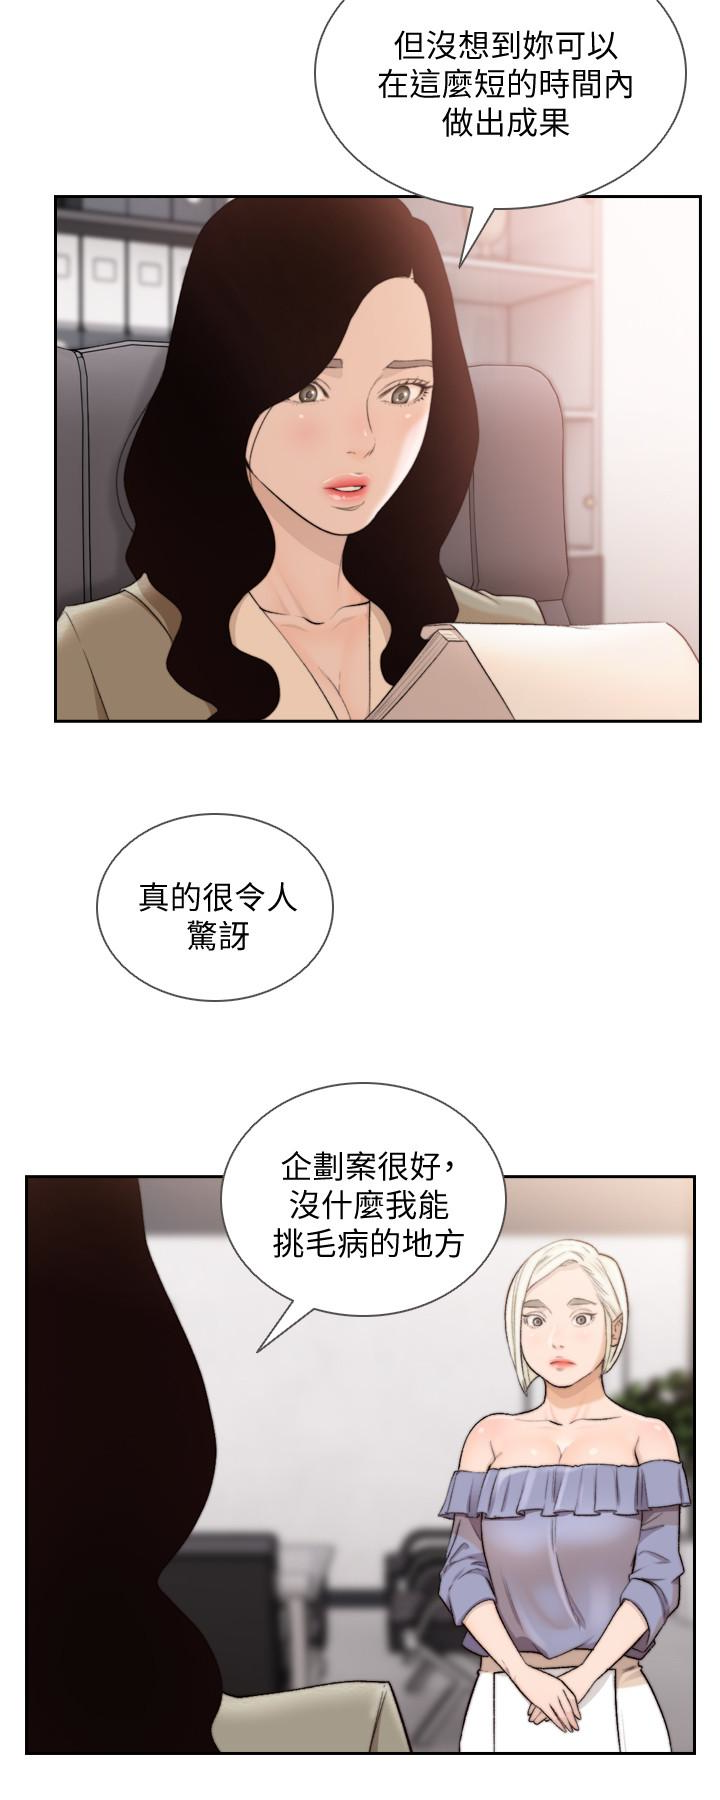 但沒想到妳可以
在這麼短的時間內
做出成果
真的很令人
驚訝
企劃案很好，
沒什麼我能
挑毛病的地方